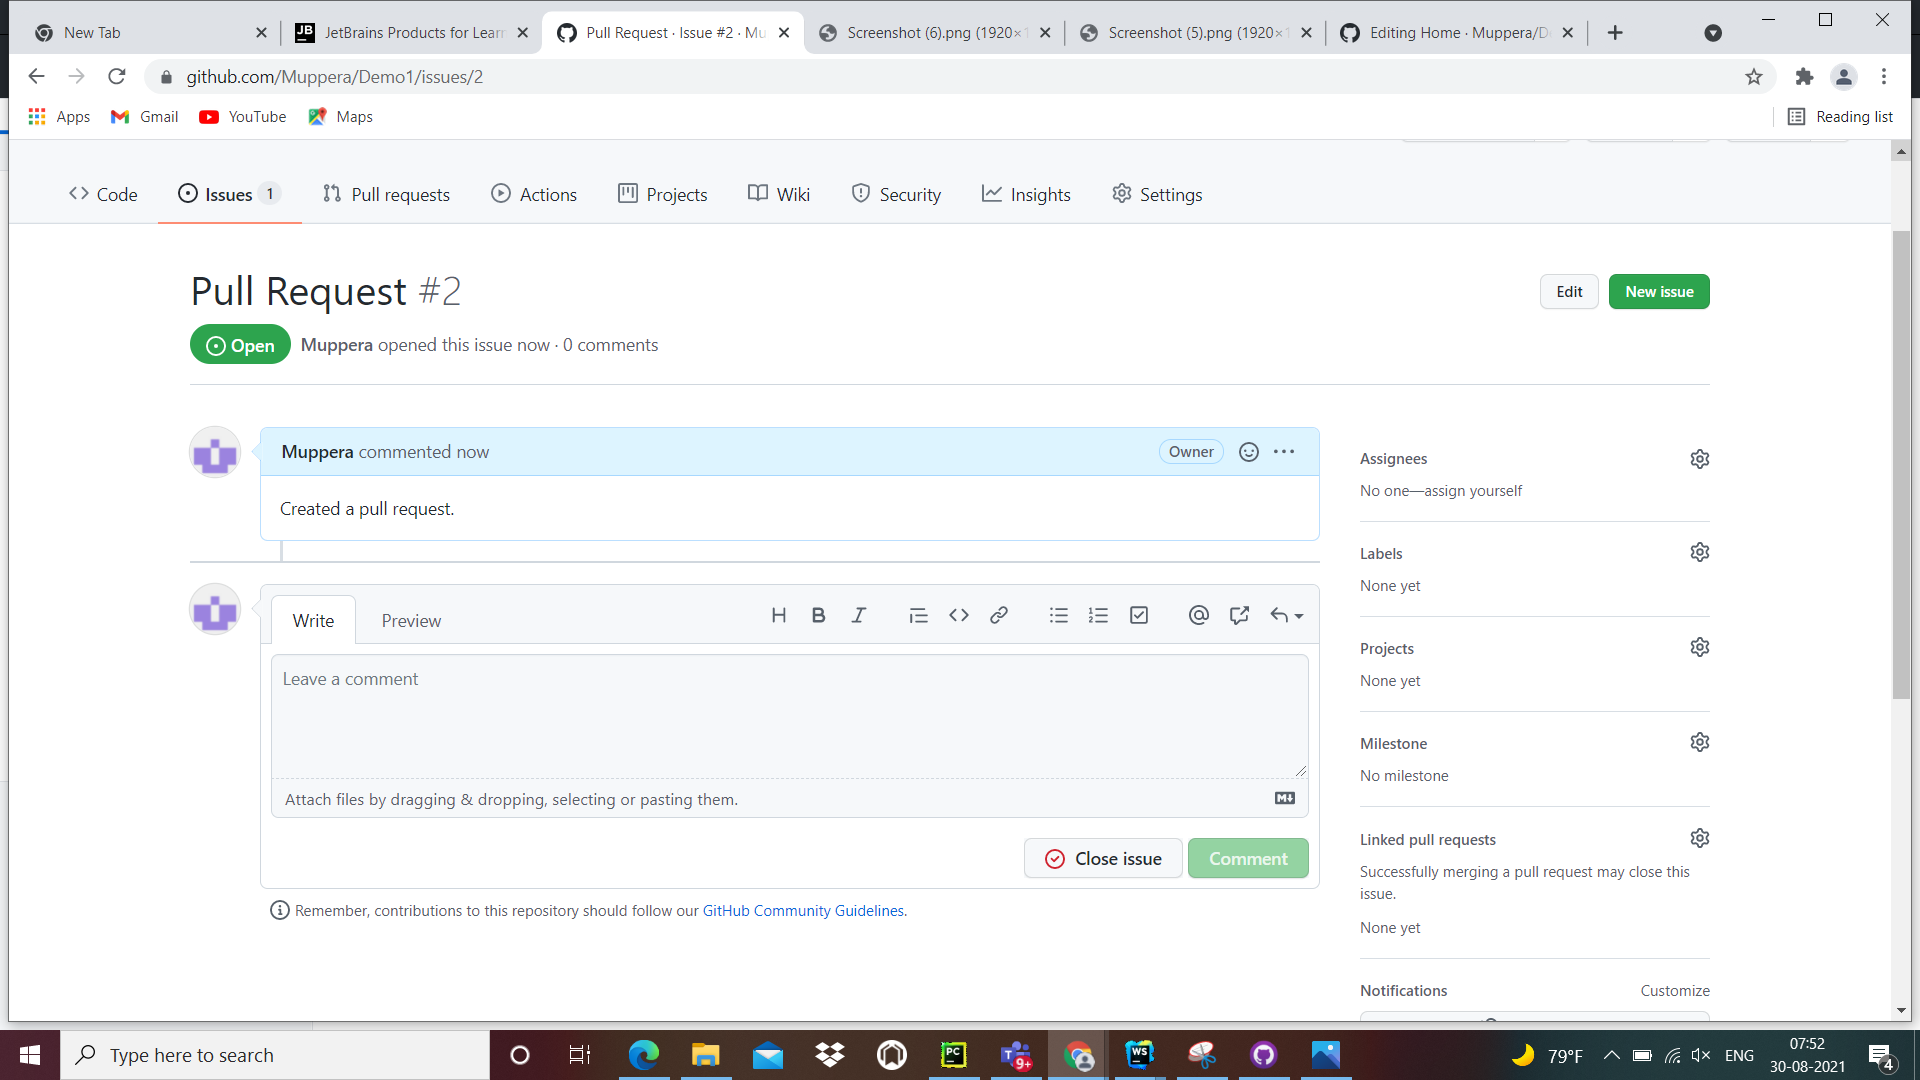 New Tab
JetBrains Products for Lear
Pull Request · Issue #2 · Mu
Screenshot (6).png (1920×
Screenshot (5).png (1920×
Editing Home · Muppera/D
github.com/Muppera/Demo1/issues/2
Apps
Gmail
YouTube
Maps
Reading list
Code
Issues 1
Pull requests
Actions
Projects
Wiki
Security
Insights
Settings
Pull Request #2
Edit
New issue
Open
Muppera opened this issue now · 0 comments
Muppera commented now
Owner
Created a pull request.
Write
Preview
Leave a comment
Attach files by dragging & dropping, selecting or pasting them.
Close issue
Comment
Remember, contributions to this repository should follow our GitHub Community Guidelines.
Assignees
No one—assign yourself
Labels
None yet
Projects
None yet
Milestone
No milestone
Linked pull requests
Successfully merging a pull request may close this
issue.
None yet
Notifications
Customize
Type here to search
PC
9+
WS
79°F
ENG
07:52
30-08-2021
4